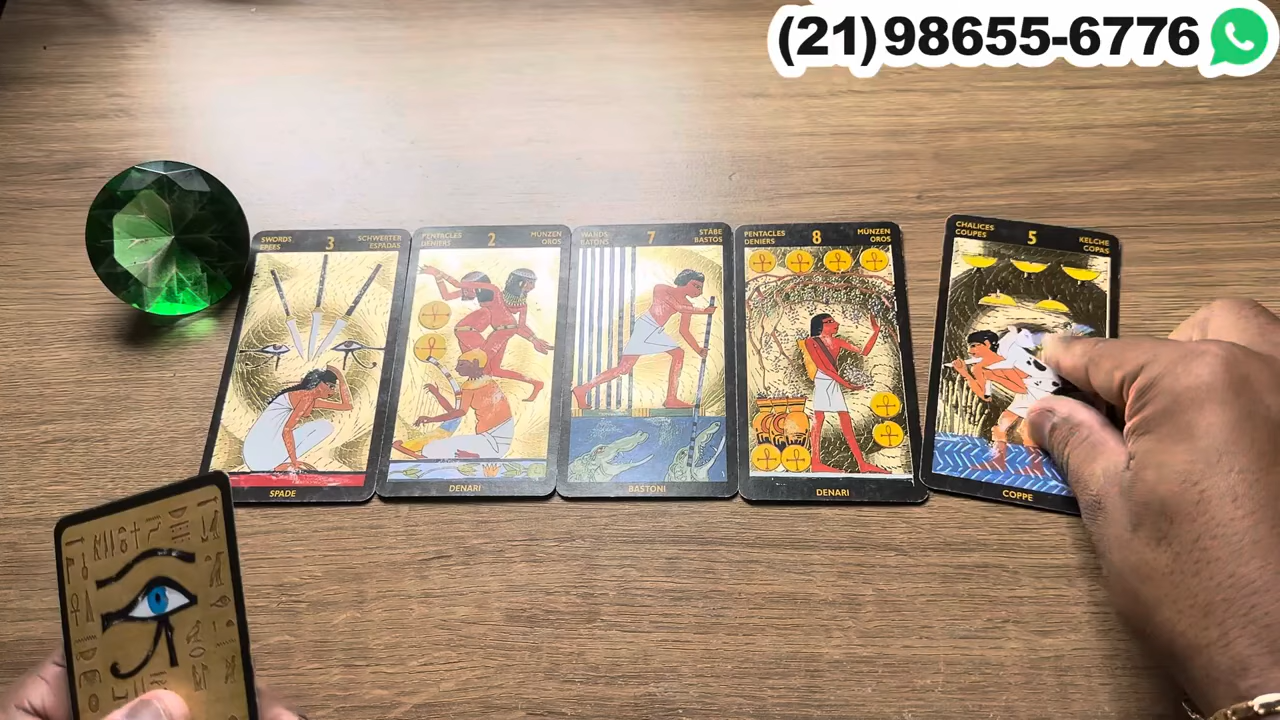 (21)98655-6776
SWORDS
EPEES
3
SCHWERTER
ESPADAS
SPADE
PENTACLES
DENIERS
2
MÜNZEN
OROS
DENARI
WANDS
BATONS
7
STÄBE
BASTOS
BASTONI
PENTACLES
DENIERS
8
MÜNZEN
OROS
DENARI
CHALICES
COUPES
5
KELCHE
COPAS
COPPE